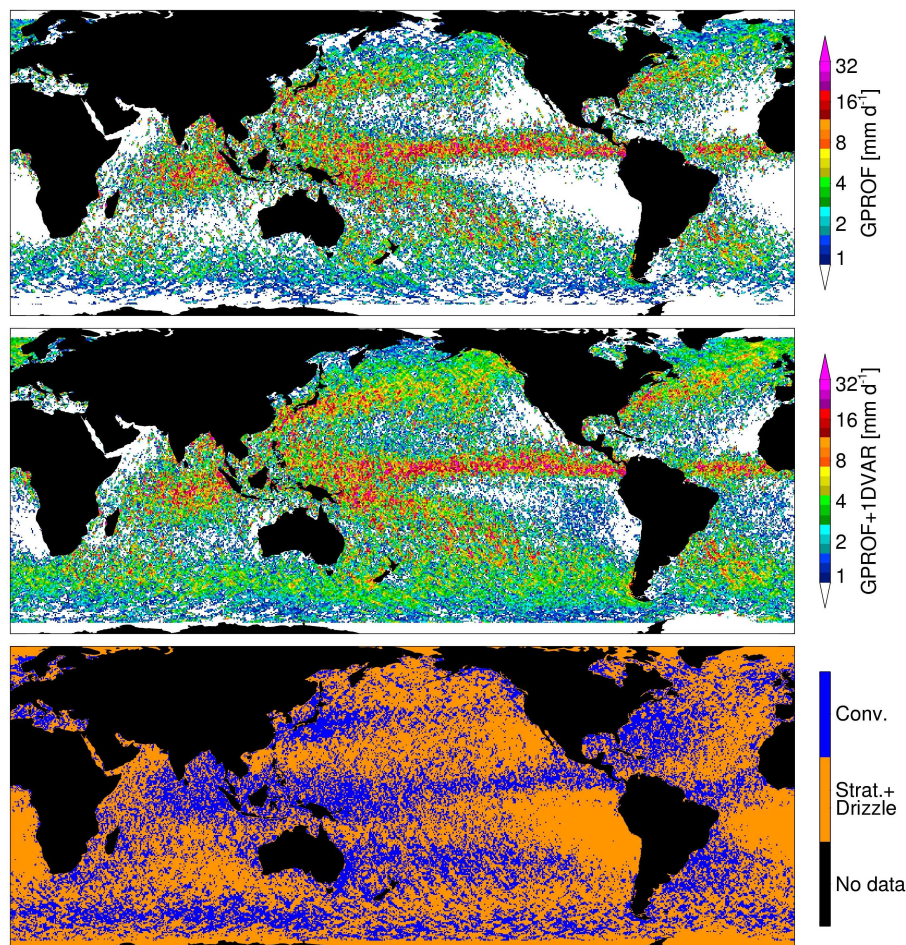 32
16
8
4
2
1
GPROF [mm d-1]
32
16
8
4
2
1
GPROF+1DVAR [mm d-1]
Conv.
Strat.+
Drizzle
No data